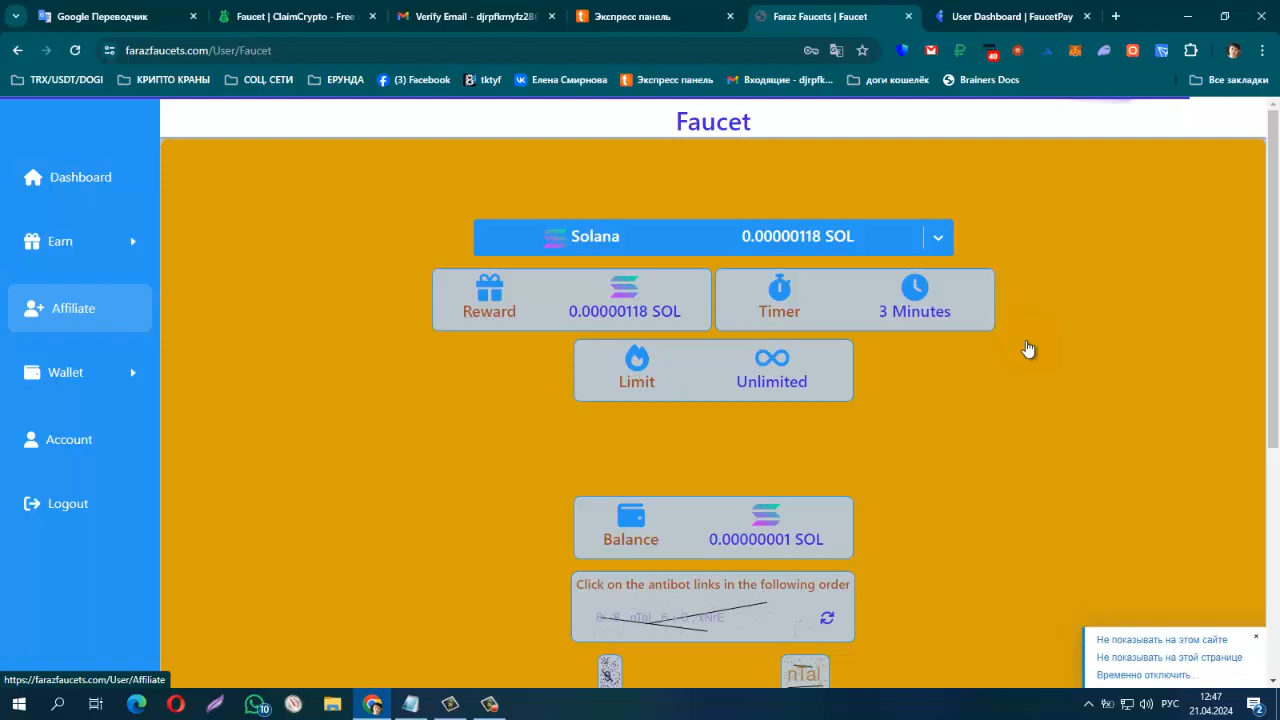 Google Переводчик
Faucet | ClaimCrypto - Free
Verify Email - djrpfkmyfz288
Экспресс панель
Faraz Faucets | Faucet
User Dashboard | FaucetPay
farazfaucets.com/User/Faucet
40
TRX/USDT/DOGI
КРИПТО КРАНЫ
СОЦ. СЕТИ
ЕРУНДА
(3) Facebook
tktyf
Елена Смирнова
Экспресс панель
Входящие - djrpfk...
доги кошелёк
Brainers Docs
Все закладки
Faucet
Dashboard
Earn
Affiliate
Wallet
Account
Logout
Solana 0.00000118 SOL
Reward 0.00000118 SOL
Timer 3 Minutes
Limit Unlimited
Balance 0.00000001 SOL
Click on the antibot links in the following order
nTal
Не показывать на этом сайте
Не показывать на этой странице
Временно отключить...
https://farazfaucets.com/User/Affiliate
10
РУС
12:47
21.04.2024
2